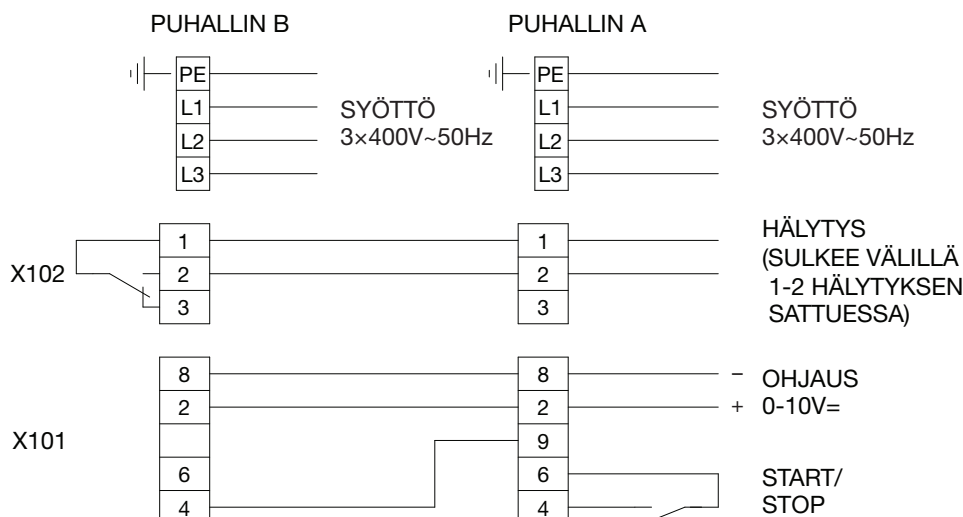 PUHALLIN B
PUHALLIN A
PE
L1
L2
L3
SYÖTTÖ
3×400V~50Hz
PE
L1
L2
L3
SYÖTTÖ
3×400V~50Hz
X102
1
2
3
1
2
3
HÄLYTYS
(SULKEE VÄLILLÄ
1-2 HÄLYTYKSEN
SATTUESSA)
X101
8
2
6
4
8
2
9
6
4
− OHJAUS
+ 0-10V=
START/
STOP